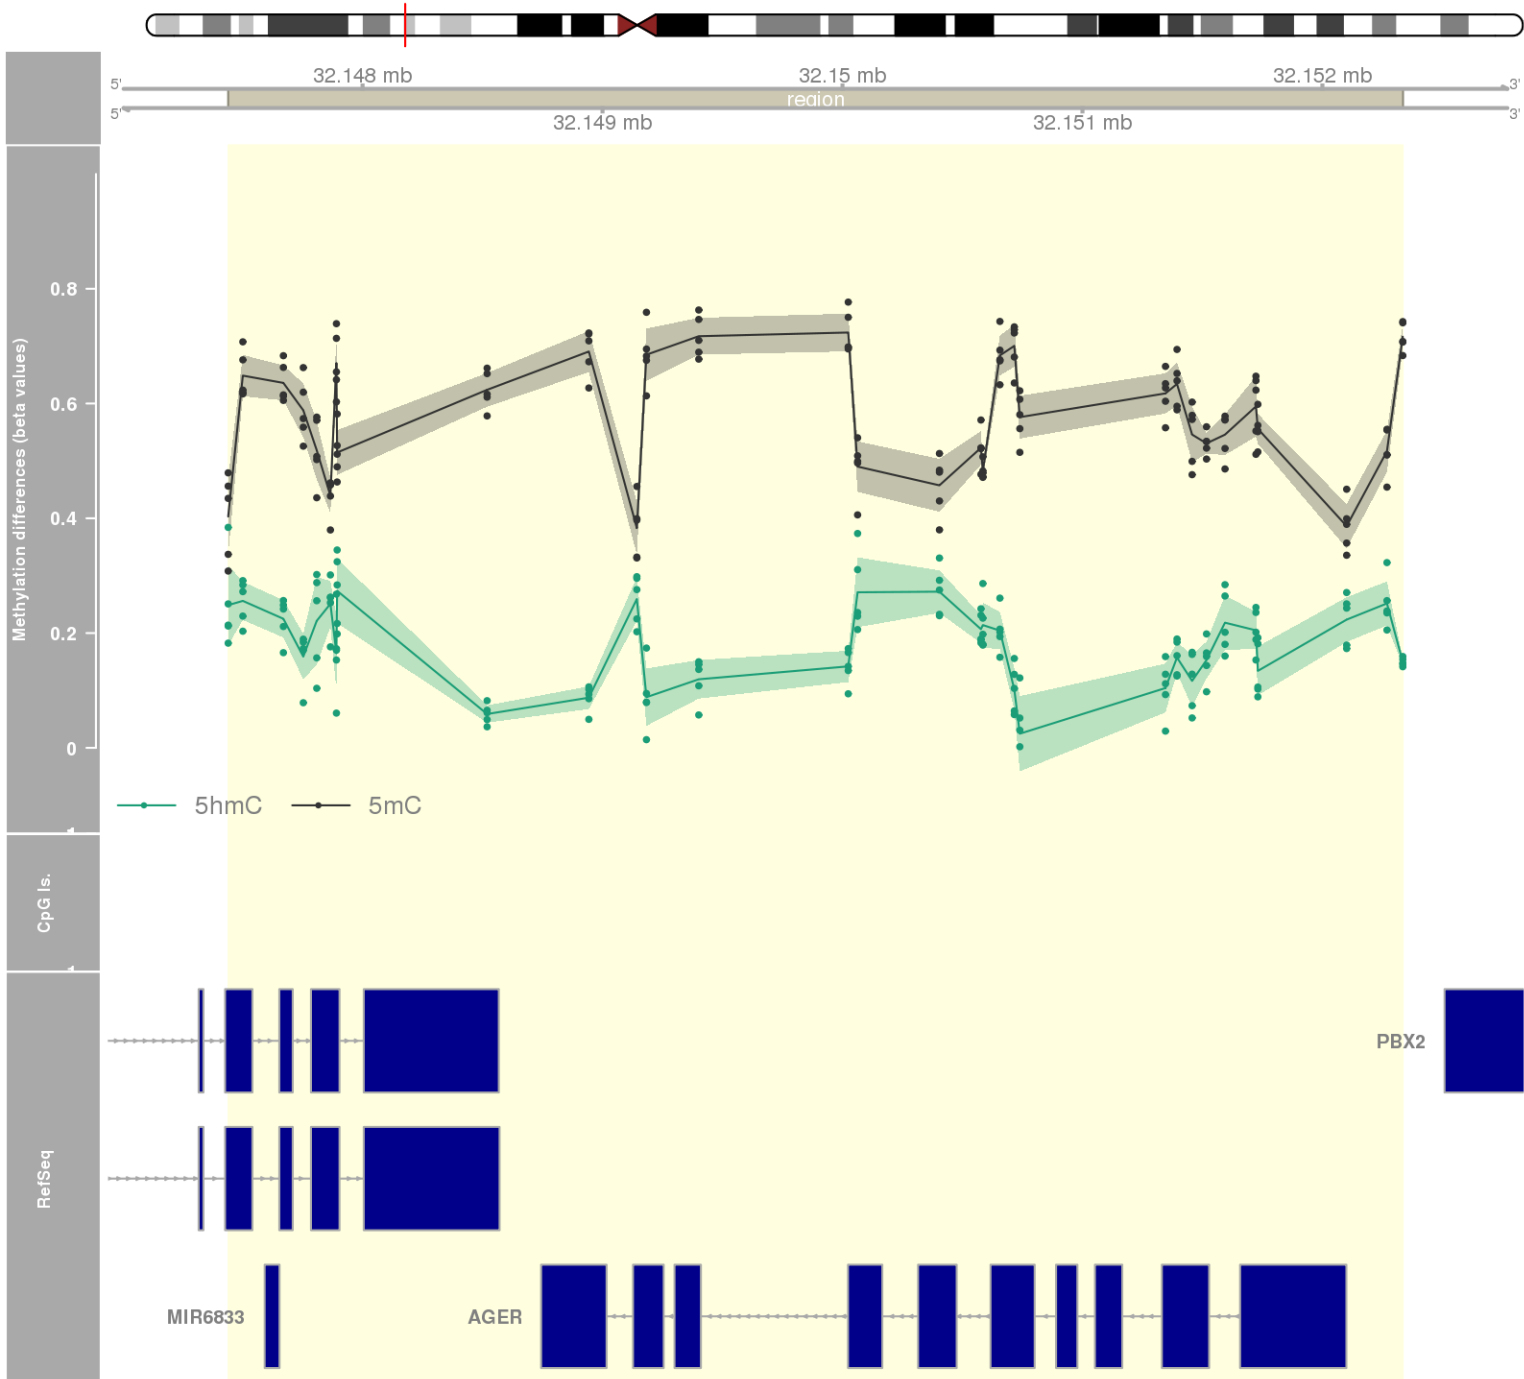 32.148 mb
32.15 mb
32.152 mb
5'
3'
region
5'
3'
32.149 mb
32.151 mb
Methylation differences (beta values)
0.8
0.6
0.4
0.2
0
5hmC
5mC
CpG Is.
RefSeq
PBX2
MIR6833
AGER